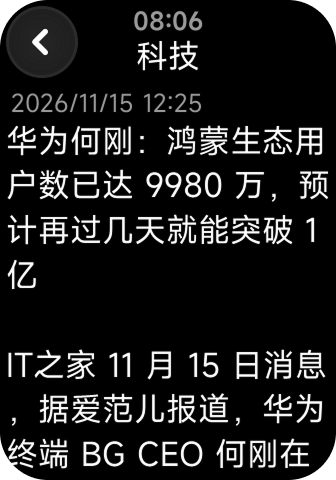 08:06
科技
2026/11/15 12:25
华为何刚：鸿蒙生态用
户数已达 9980 万，预
计再过几天就能突破 1
亿
IT之家 11 月 15 日消息
，据爱范儿报道，华为
终端 BG CEO 何刚在